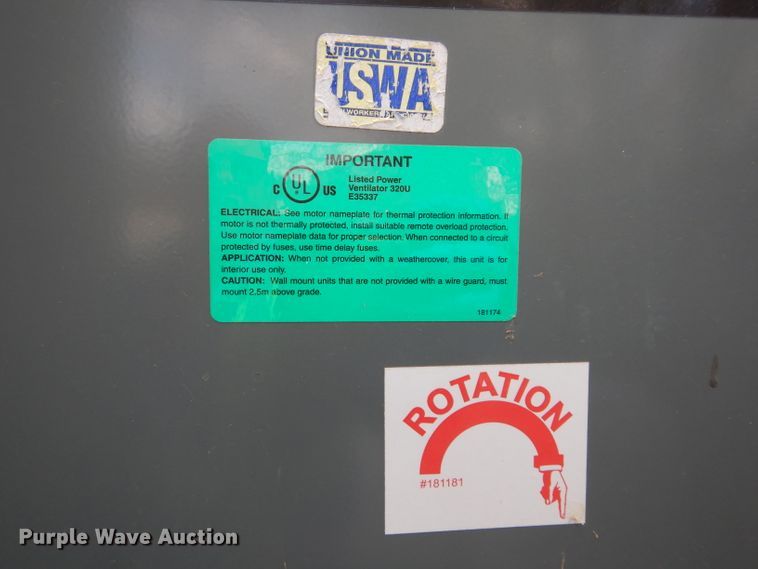 UNION MADE
USWA
IMPORTANT
C UL US
Listed Power
Ventilator 320U
E35337
ELECTRICAL: See motor nameplate for thermal protection information. If
motor is not thermally protected, install suitable remote overload protection.
Use motor nameplate data for proper selection. When connected to a circuit
protected by fuses, use time delay fuses.
APPLICATION: When not provided with a weathercover, this unit is for
interior use only.
CAUTION: Wall mount units that are not provided with a wire guard, must
mount 2.5m above grade.
181174
ROTATION
#181181
Purple Wave Auction